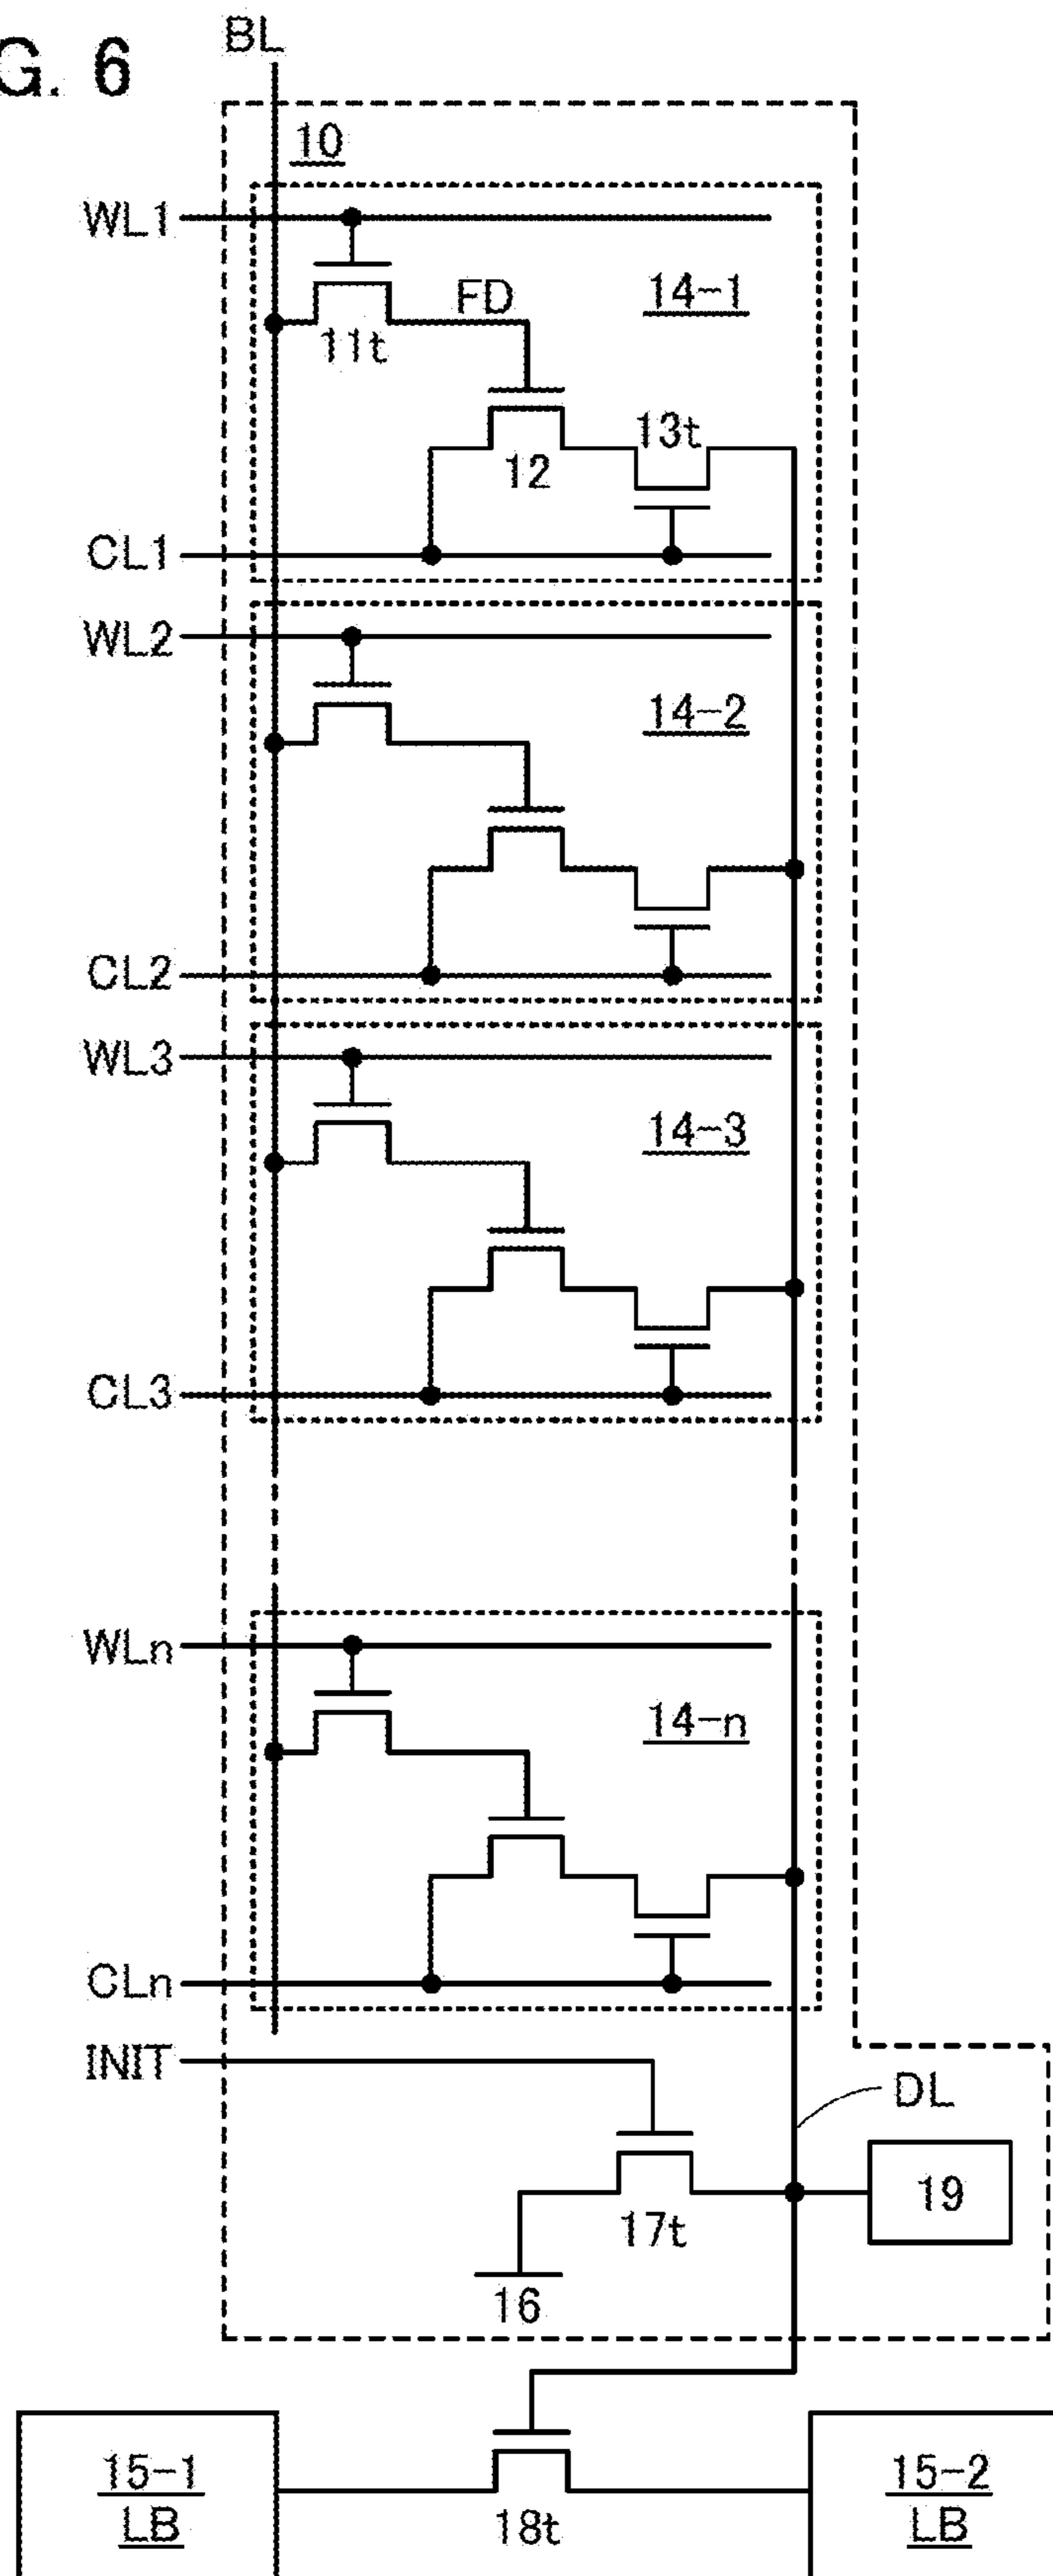 G. 6
BL
10
WL1
14-1
FD
11t
13t
12
CL1
WL2
14-2
CL2
WL3
14-3
CL3
WLn
14-n
CLn
INIT
DL
19
17t
16
15-1
LB
18t
15-2
LB